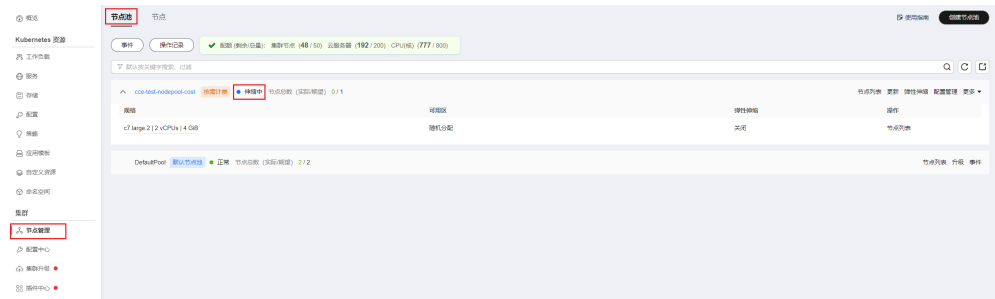 概览
Kubernetes 资源
工作负载
服务
存储
配置
策略
应用模板
自定义资源
命名空间
集群
节点管理
配置中心
集群升级
插件中心
节点池 节点
使用指南 创建节点池
事件 操作记录 配额 (剩余/总量): 集群节点 (48 / 50) 云服务器 (192 / 200) CPU(核) (777 / 800)
默认按关键字搜索、过滤
cce-test-nodepool-cost 按需计费 伸缩中 节点总数 (实际/期望) 0 / 1 节点列表 更新 弹性伸缩 配置管理 更多
规格 可用区 弹性伸缩 操作
c7.large.2 | 2 vCPUs | 4 GiB 随机分配 关闭 节点列表
DefaultPool 默认节点池 正常 节点总数 (实际/期望) 2 / 2 节点列表 升级 事件